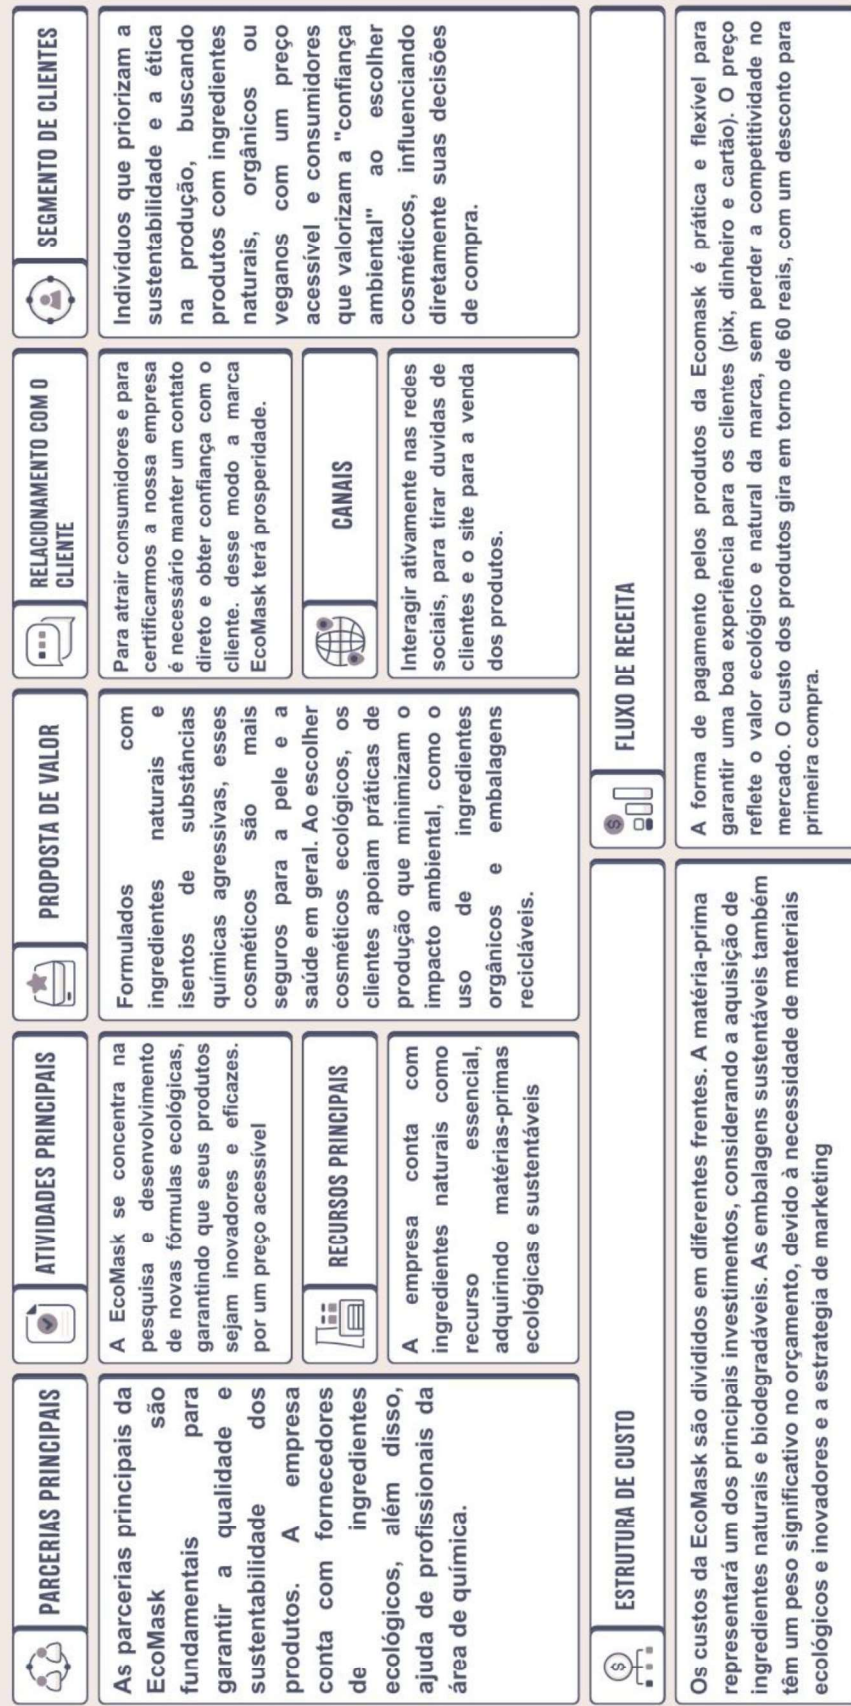 PARCERIAS PRINCIPAIS
As parcerias principais da
EcoMask são
fundamentais para
garantir a qualidade e
sustentabilidade dos
produtos. A empresa
conta com fornecedores
de ingredientes
ecológicos, além disso,
ajuda de profissionais da
área de química.
ATIVIDADES PRINCIPAIS
A EcoMask se concentra na
pesquisa e desenvolvimento
de novas fórmulas ecológicas,
garantindo que seus produtos
sejam inovadores e eficazes.
por um preço acessível
RECURSOS PRINCIPAIS
A empresa conta com
ingredientes naturais como
recurso essencial,
adquirindo matérias-primas
ecológicas e sustentáveis
PROPOSTA DE VALOR
Formulados com
ingredientes naturais e
isentos de substâncias
químicas agressivas, esses
cosméticos são mais
seguros para a pele e a
saúde em geral. Ao escolher
cosméticos ecológicos, os
clientes apoiam práticas de
produção que minimizam o
impacto ambiental, como o
uso de ingredientes
orgânicos e embalagens
recicláveis.
RELACIONAMENTO COM O
CLIENTE
Para atrair consumidores e para
certificarmos a nossa empresa
é necessário manter um contato
direto e obter confiança com o
cliente. desse modo a marca
EcoMask terá prosperidade.
CANAIS
Interagir ativamente nas redes
sociais, para tirar duvidas de
clientes e o site para a venda
dos produtos.
SEGMENTO DE CLIENTES
Indivíduos que priorizam a
sustentabilidade e a ética
na produção, buscando
produtos com ingredientes
naturais, orgânicos ou
veganos com um preço
acessível e consumidores
que valorizam a "confiança
ambiental" ao escolher
cosméticos, influenciando
diretamente suas decisões
de compra.
ESTRUTURA DE CUSTO
Os custos da EcoMask são divididos em diferentes frentes. A matéria-prima
representará um dos principais investimentos, considerando a aquisição de
ingredientes naturais e biodegradáveis. As embalagens sustentáveis também
têm um peso significativo no orçamento, devido à necessidade de materiais
ecológicos e inovadores e a estrategia de marketing
FLUXO DE RECEITA
A forma de pagamento pelos produtos da Ecomask é prática e flexível para
garantir uma boa experiência para os clientes (pix, dinheiro e cartão). O preço
reflete o valor ecológico e natural da marca, sem perder a competitividade no
mercado. O custo dos produtos gira em torno de 60 reais, com um desconto para
primeira compra.